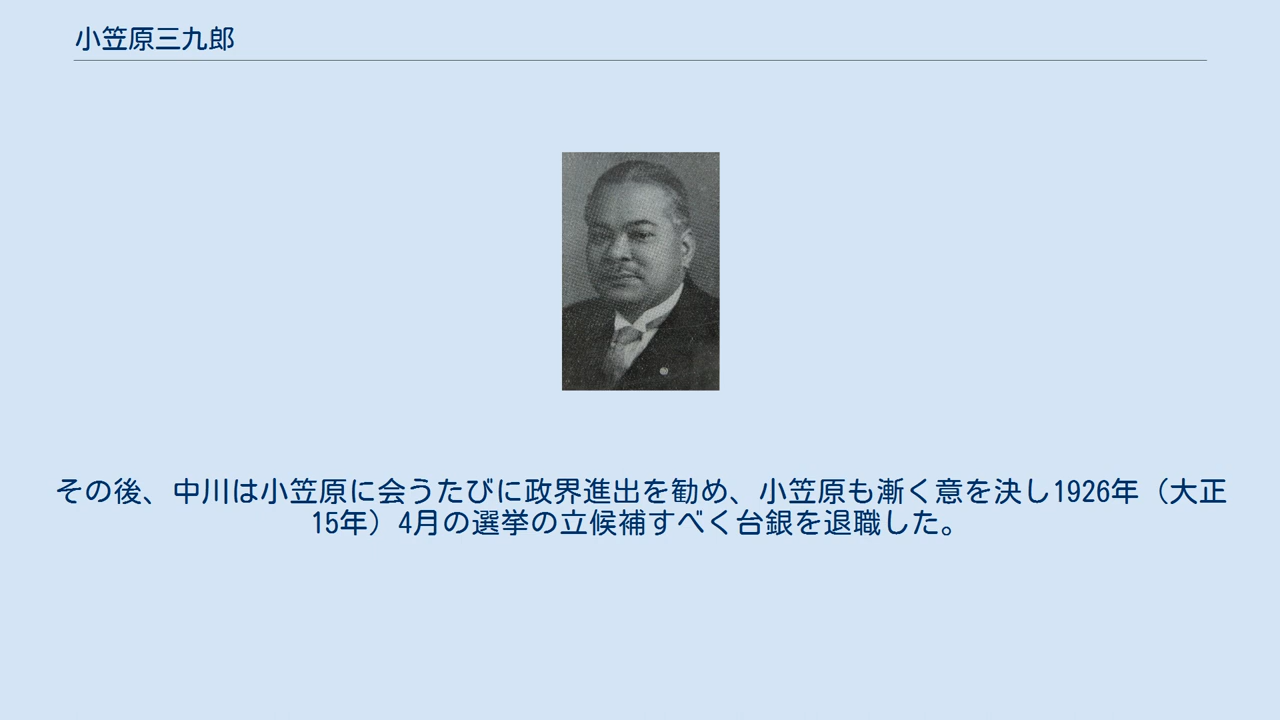 小笠原三九郎
その後、中川は小笠原に会うたびに政界進出を勧め、小笠原も漸く意を決し1926年（大正
15年）4月の選挙の立候補すべく台銀を退職した。